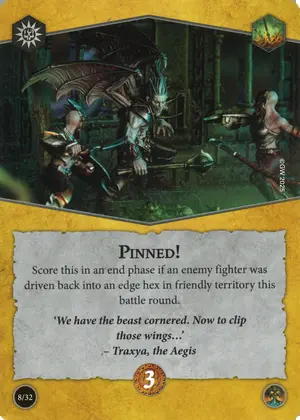 ©GW 2025
PINNED!
Score this in an end phase if an enemy fighter was
driven back into an edge hex in friendly territory this
battle round.
‘We have the beast cornered. Now to clip
those wings…’
– Traxya, the Aegis
8/32
3